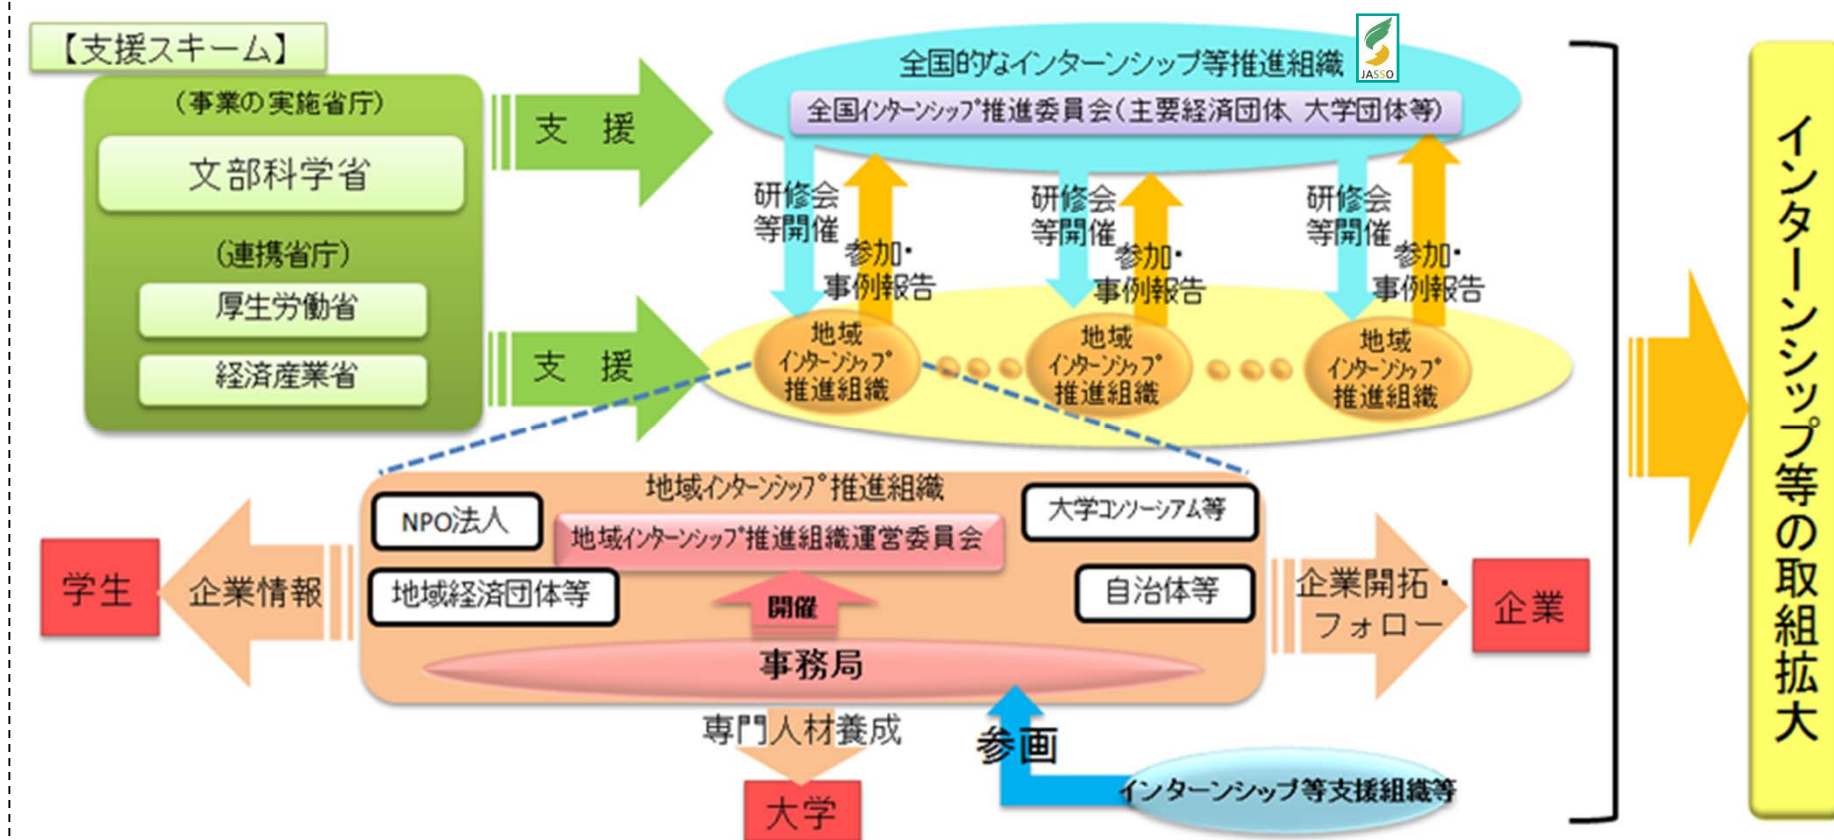 【支援スキーム】
(事業の実施省庁)
文部科学省
(連携省庁)
厚生労働省
経済産業省
支 援
支 援
全国的なインターンシップ等推進組織
JASSO
全国インターンシップ推進委員会(主要経済団体、大学団体等)
研修会
等開催
参加・
事例報告
研修会
等開催
参加・
事例報告
研修会
等開催
参加・
事例報告
地域
インターンシップ
推進組織
地域
インターンシップ
推進組織
地域
インターンシップ
推進組織
地域インターンシップ推進組織
NPO法人
大学コンソーシアム等
地域インターンシップ推進組織運営委員会
地域経済団体等
自治体等
開催
事務局
学生
企業情報
企業開拓・
フォロー
企業
専門人材養成
大学
参画
インターンシップ等支援組織等
インターンシップ等の取組拡大